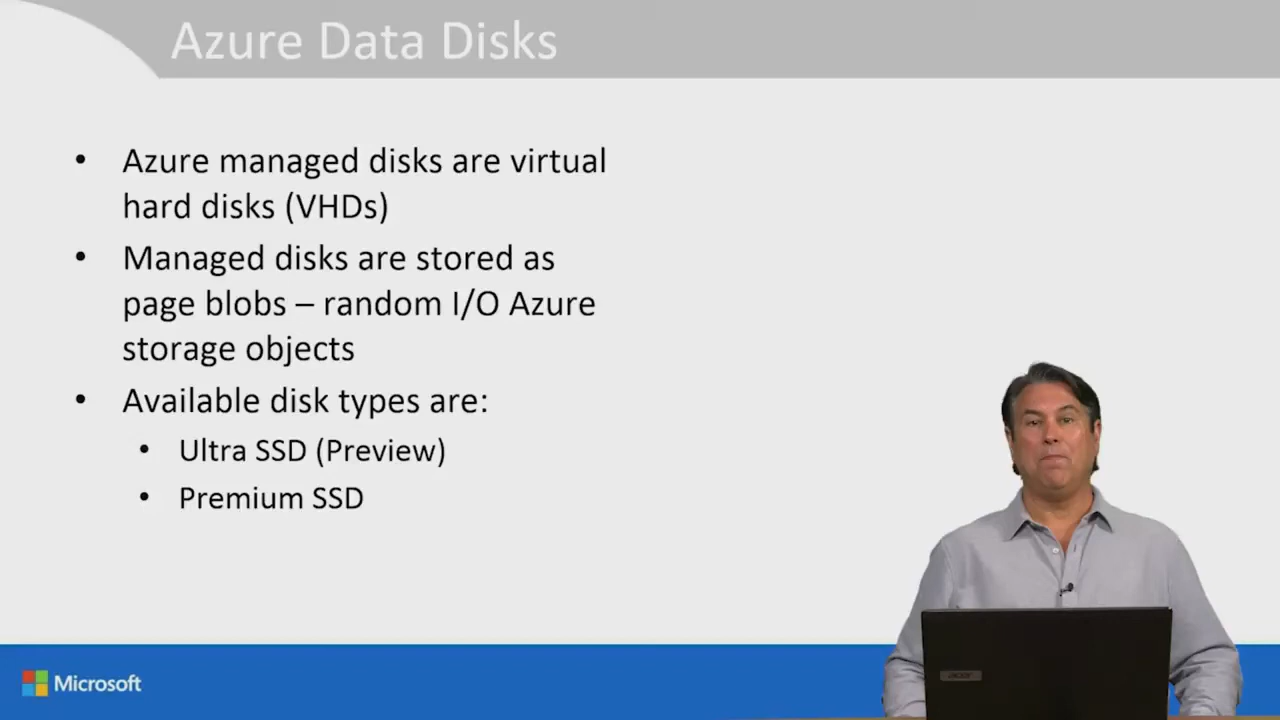 Azure Data Disks
• Azure managed disks are virtual
hard disks (VHDs)
• Managed disks are stored as
page blobs – random I/O Azure
storage objects
• Available disk types are:
• Ultra SSD (Preview)
• Premium SSD
Microsoft
acer